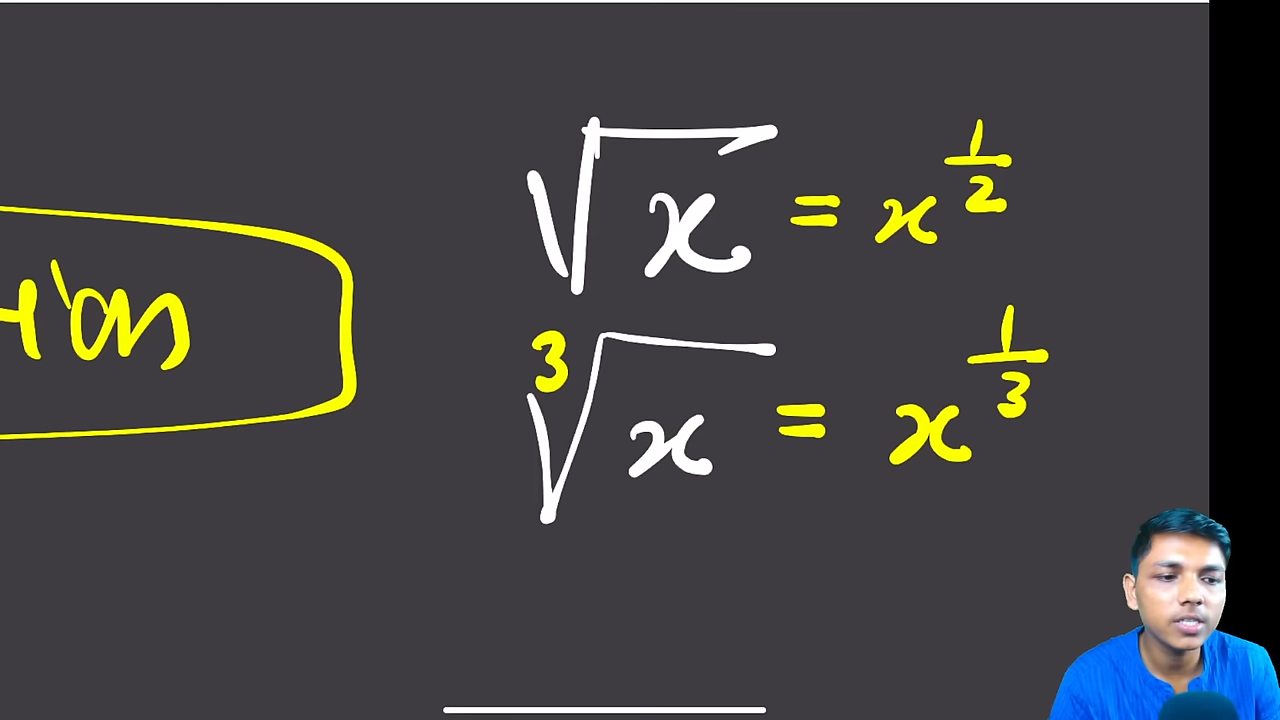 √x = x^(1/2)
∛x = x^(1/3)